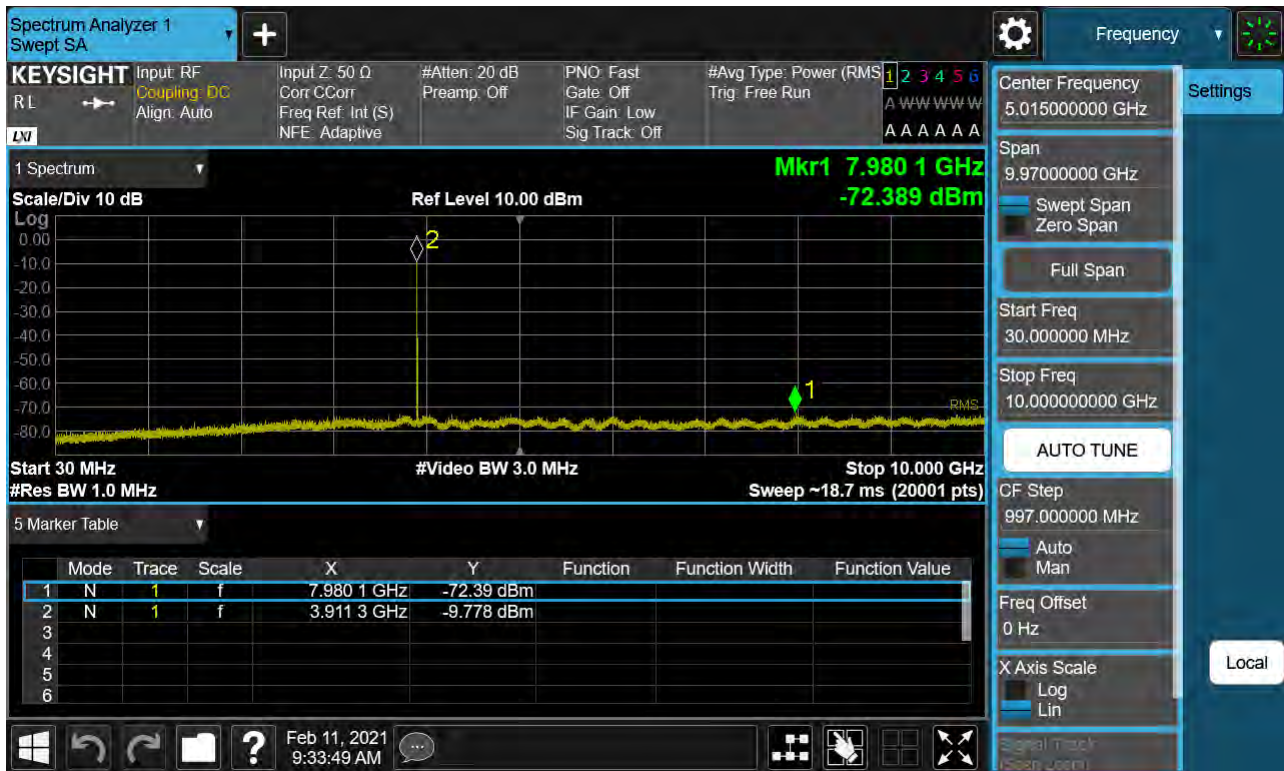 Spectrum Analyzer 1
Swept SA
Frequency
KEYSIGHT
RL
LXI
Input: RF
Coupling: DC
Align: Auto
Input Z: 50 Ω
Corr CCorr
Freq Ref: Int (S)
NFE: Adaptive
#Atten: 20 dB
Preamp: Off
PNO: Fast
Gate: Off
IF Gain: Low
Sig Track: Off
#Avg Type: Power (RMS
Trig: Free Run
1 2 3 4 5 6
A W W W W W
A A A A A A
1 Spectrum
Mkr1 7.980 1 GHz
-72.389 dBm
Scale/Div 10 dB
Ref Level 10.00 dBm
Log
0.00
-10.0
-20.0
-30.0
-40.0
-50.0
-60.0
-70.0
-80.0
2
1
RMS
Start 30 MHz
#Video BW 3.0 MHz
Stop 10.000 GHz
#Res BW 1.0 MHz
Sweep ~18.7 ms (20001 pts)
5 Marker Table
Mode Trace Scale X Y Function Function Width Function Value
1 N 1 f 7.980 1 GHz -72.39 dBm
2 N 1 f 3.911 3 GHz -9.778 dBm
3
4
5
6
Feb 11, 2021
9:33:49 AM
Center Frequency
5.015000000 GHz
Settings
Span
9.97000000 GHz
Swept Span
Zero Span
Full Span
Start Freq
30.000000 MHz
Stop Freq
10.000000000 GHz
AUTO TUNE
CF Step
997.000000 MHz
Auto
Man
Freq Offset
0 Hz
X Axis Scale
Log
Lin
Local
Signal Track
(Span Zoom)